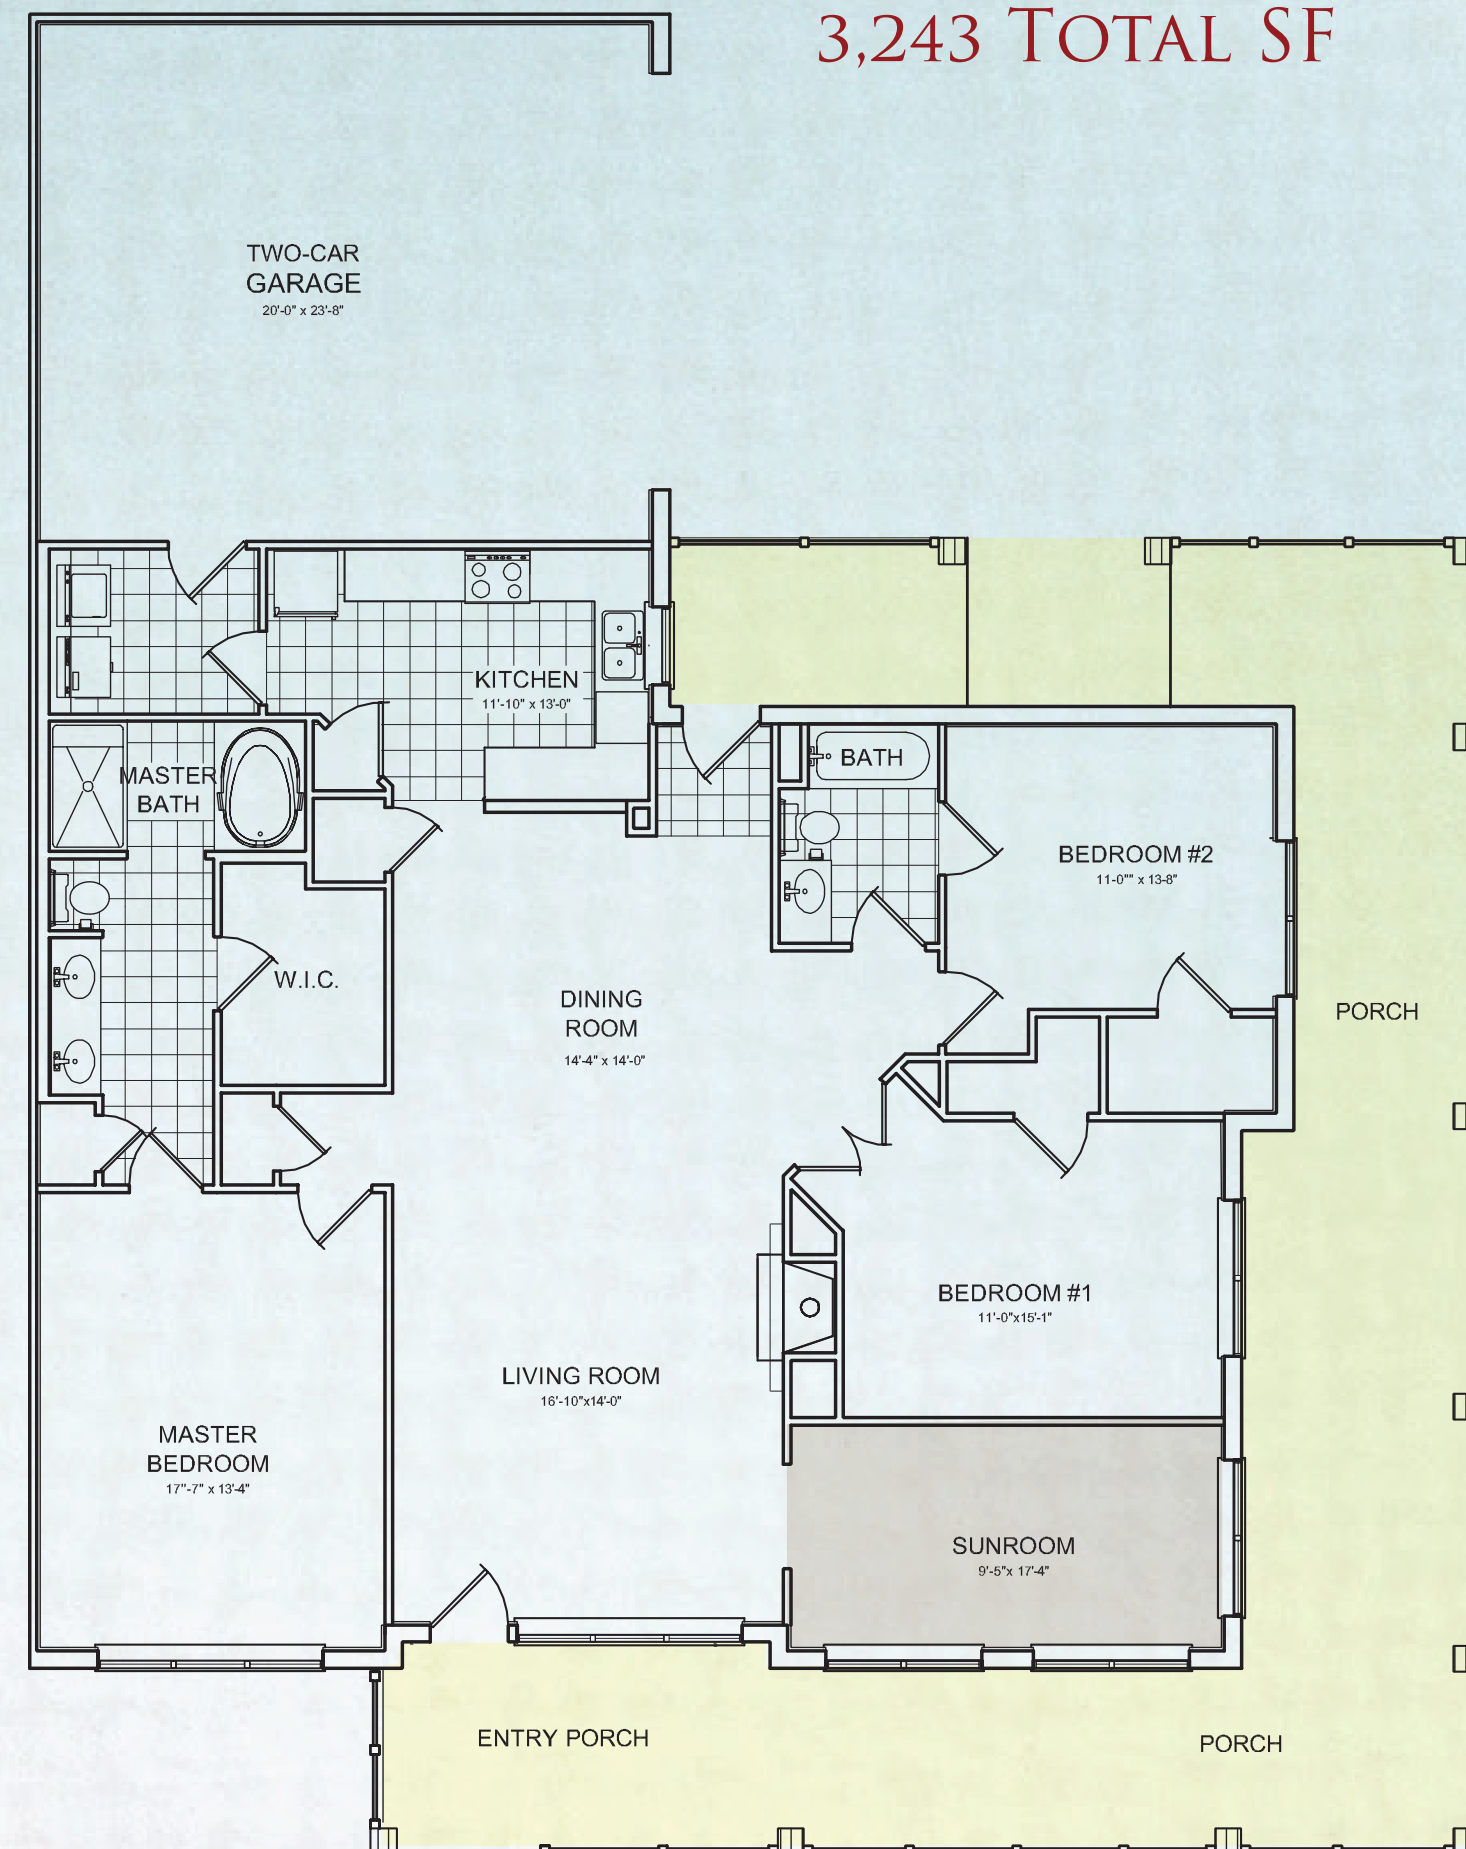 3,243 TOTAL SF
TWO-CAR
GARAGE
20'-0" x 23'-8"
KITCHEN
11'-10" x 13'-0"
MASTER
BATH
BATH
BEDROOM #2
11-0"" x 13-8"
W.I.C.
DINING
ROOM
14'-4" x 14'-0"
PORCH
BEDROOM #1
11'-0"x15'-1"
LIVING ROOM
16'-10"x14'-0"
MASTER
BEDROOM
17"-7" x 13'-4"
SUNROOM
9'-5"x 17'-4"
ENTRY PORCH
PORCH